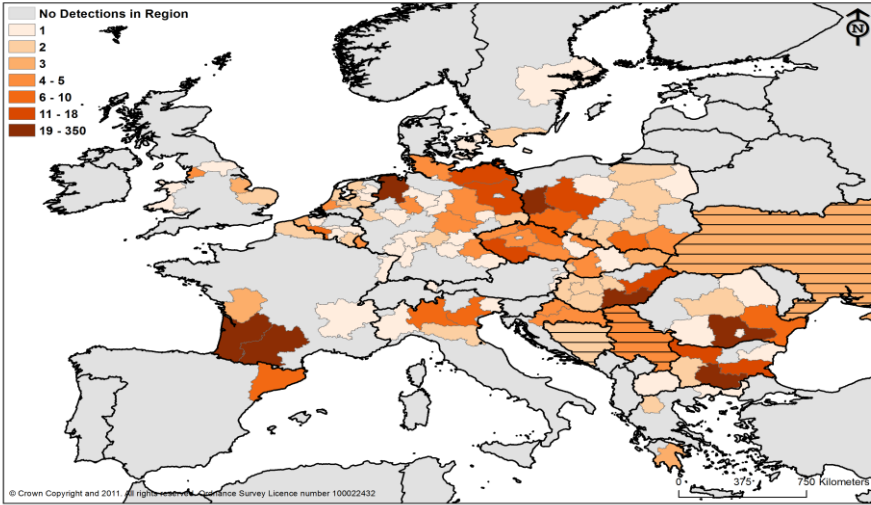 No Detections in Region
1
2
3
4 - 5
6 - 10
11 - 18
19 - 350
N
© Crown Copyright and 2011. All rights reserved. Ordnance Survey Licence number 100022432
0 375 750 Kilometers